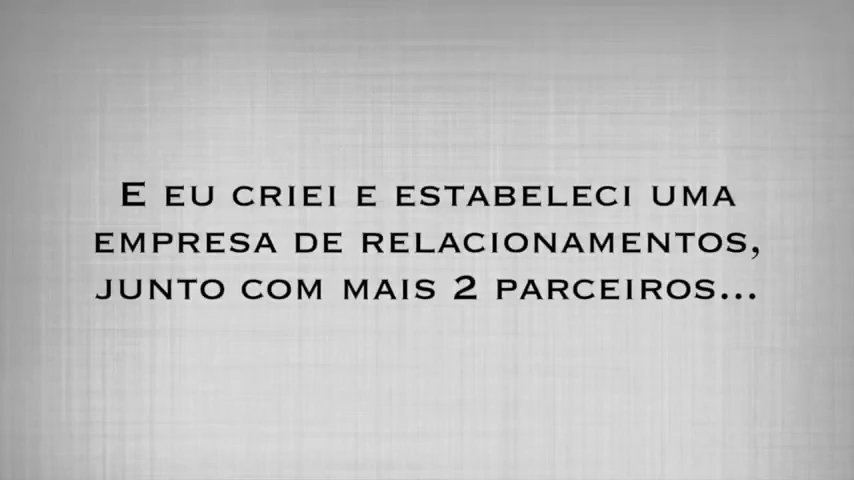 E EU CRIEI E ESTABELECI UMA
EMPRESA DE RELACIONAMENTOS,
JUNTO COM MAIS 2 PARCEIROS...